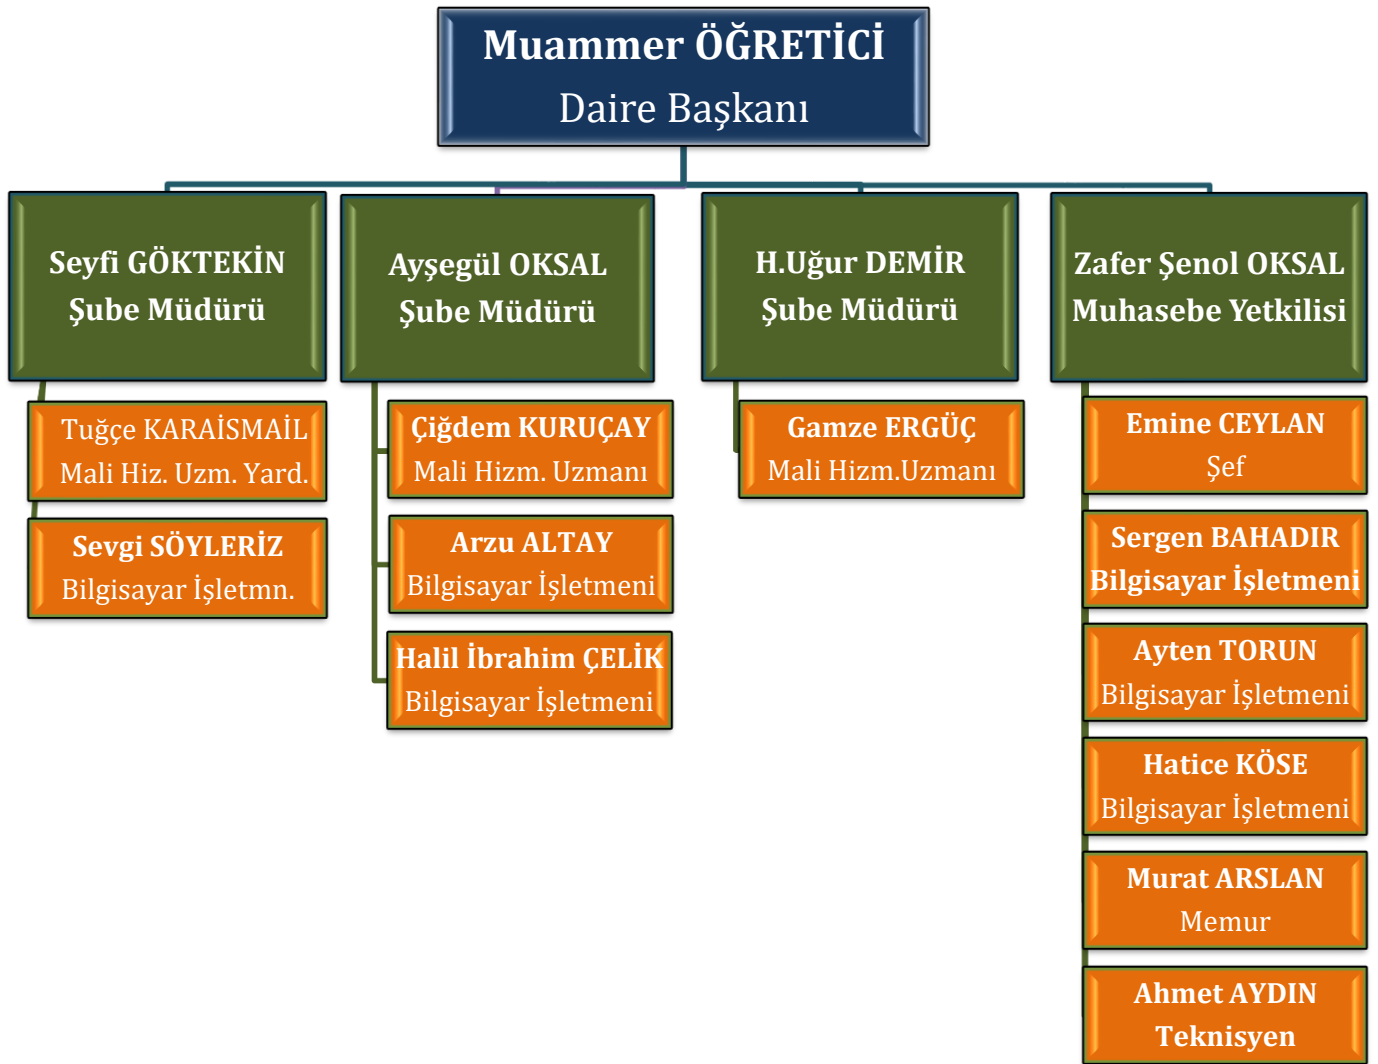 Muammer ÖĞRETİCİ
Daire Başkanı
Seyfi GÖKTEKİN
Şube Müdürü
Tuğçe KARAİSMAİL
Mali Hiz. Uzm. Yard.
Sevgi SÖYLERİZ
Bilgisayar İşletmn.
Ayşegül OKSAL
Şube Müdürü
Çiğdem KURUÇAY
Mali Hizm. Uzmanı
Arzu ALTAY
Bilgisayar İşletmeni
Halil İbrahim ÇELİK
Bilgisayar İşletmeni
H.Uğur DEMİR
Şube Müdürü
Gamze ERGÜÇ
Mali Hizm.Uzmanı
Zafer Şenol OKSAL
Muhasebe Yetkilisi
Emine CEYLAN
Şef
Sergen BAHADIR
Bilgisayar İşletmeni
Ayten TORUN
Bilgisayar İşletmeni
Hatice KÖSE
Bilgisayar İşletmeni
Murat ARSLAN
Memur
Ahmet AYDIN
Teknisyen